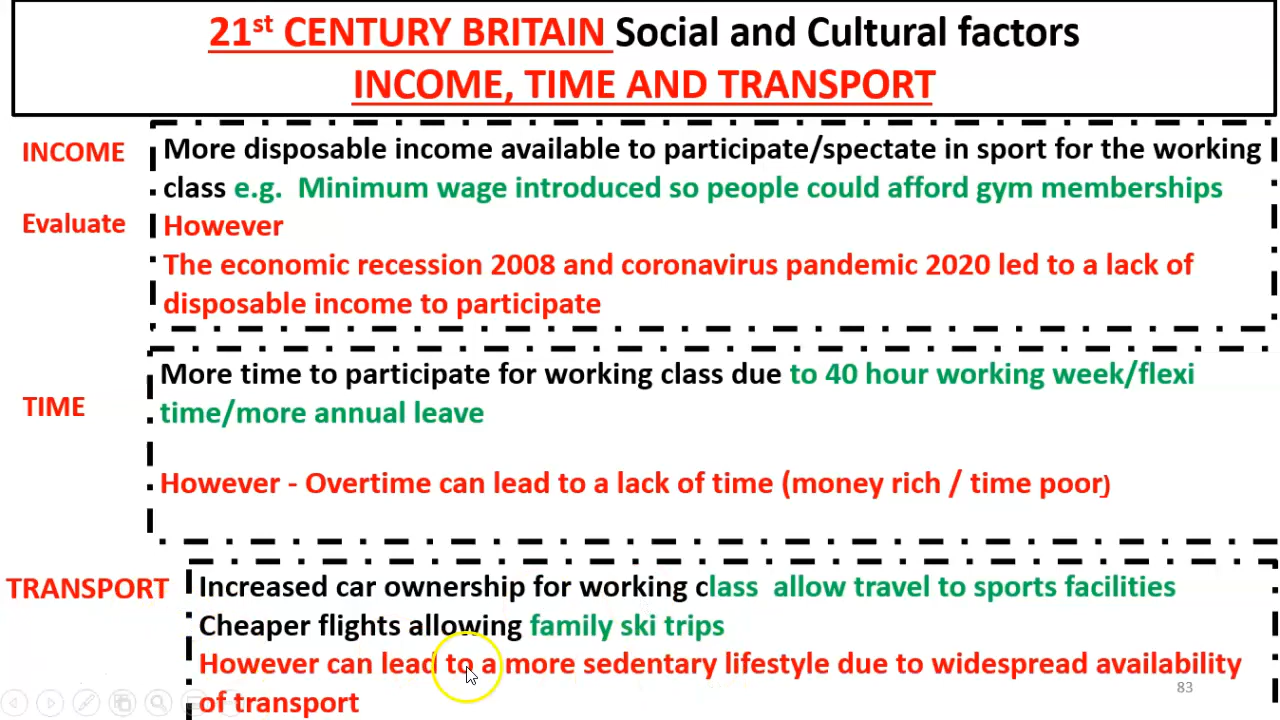 21st CENTURY BRITAIN Social and Cultural factors
INCOME, TIME AND TRANSPORT
INCOME
More disposable income available to participate/spectate in sport for the working
class e.g. Minimum wage introduced so people could afford gym memberships
Evaluate
However
The economic recession 2008 and coronavirus pandemic 2020 led to a lack of
disposable income to participate
TIME
More time to participate for working class due to 40 hour working week/flexi
time/more annual leave
However - Overtime can lead to a lack of time (money rich / time poor)
TRANSPORT
Increased car ownership for working class allow travel to sports facilities
Cheaper flights allowing family ski trips
However can lead to a more sedentary lifestyle due to widespread availability
of transport
83